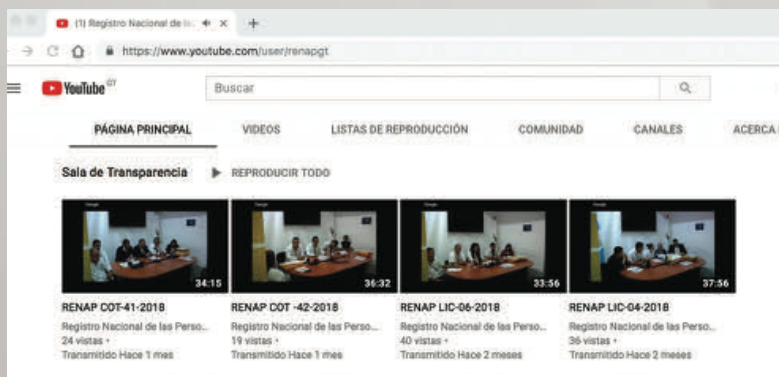 (1) Registro Nacional de
https://www.youtube.com/user/renapgt
YouTube GT
Buscar
PÁGINA PRINCIPAL VIDEOS LISTAS DE REPRODUCCIÓN COMUNIDAD CANALES ACERCA
Sala de Transparencia REPRODUCIR TODO
34:15 36:32 33:56 37:56
RENAP COT-41-2018 RENAP COT -42-2018 RENAP LIC-06-2018 RENAP LIC-04-2018
Registro Nacional de las Perso... Registro Nacional de las Perso... Registro Nacional de las Perso... Registro Nacional de las Perso...
24 vistas • 19 vistas • 40 vistas • 36 vistas •
Transmitido Hace 1 mes Transmitido Hace 1 mes Transmitido Hace 2 meses Transmitido Hace 2 meses